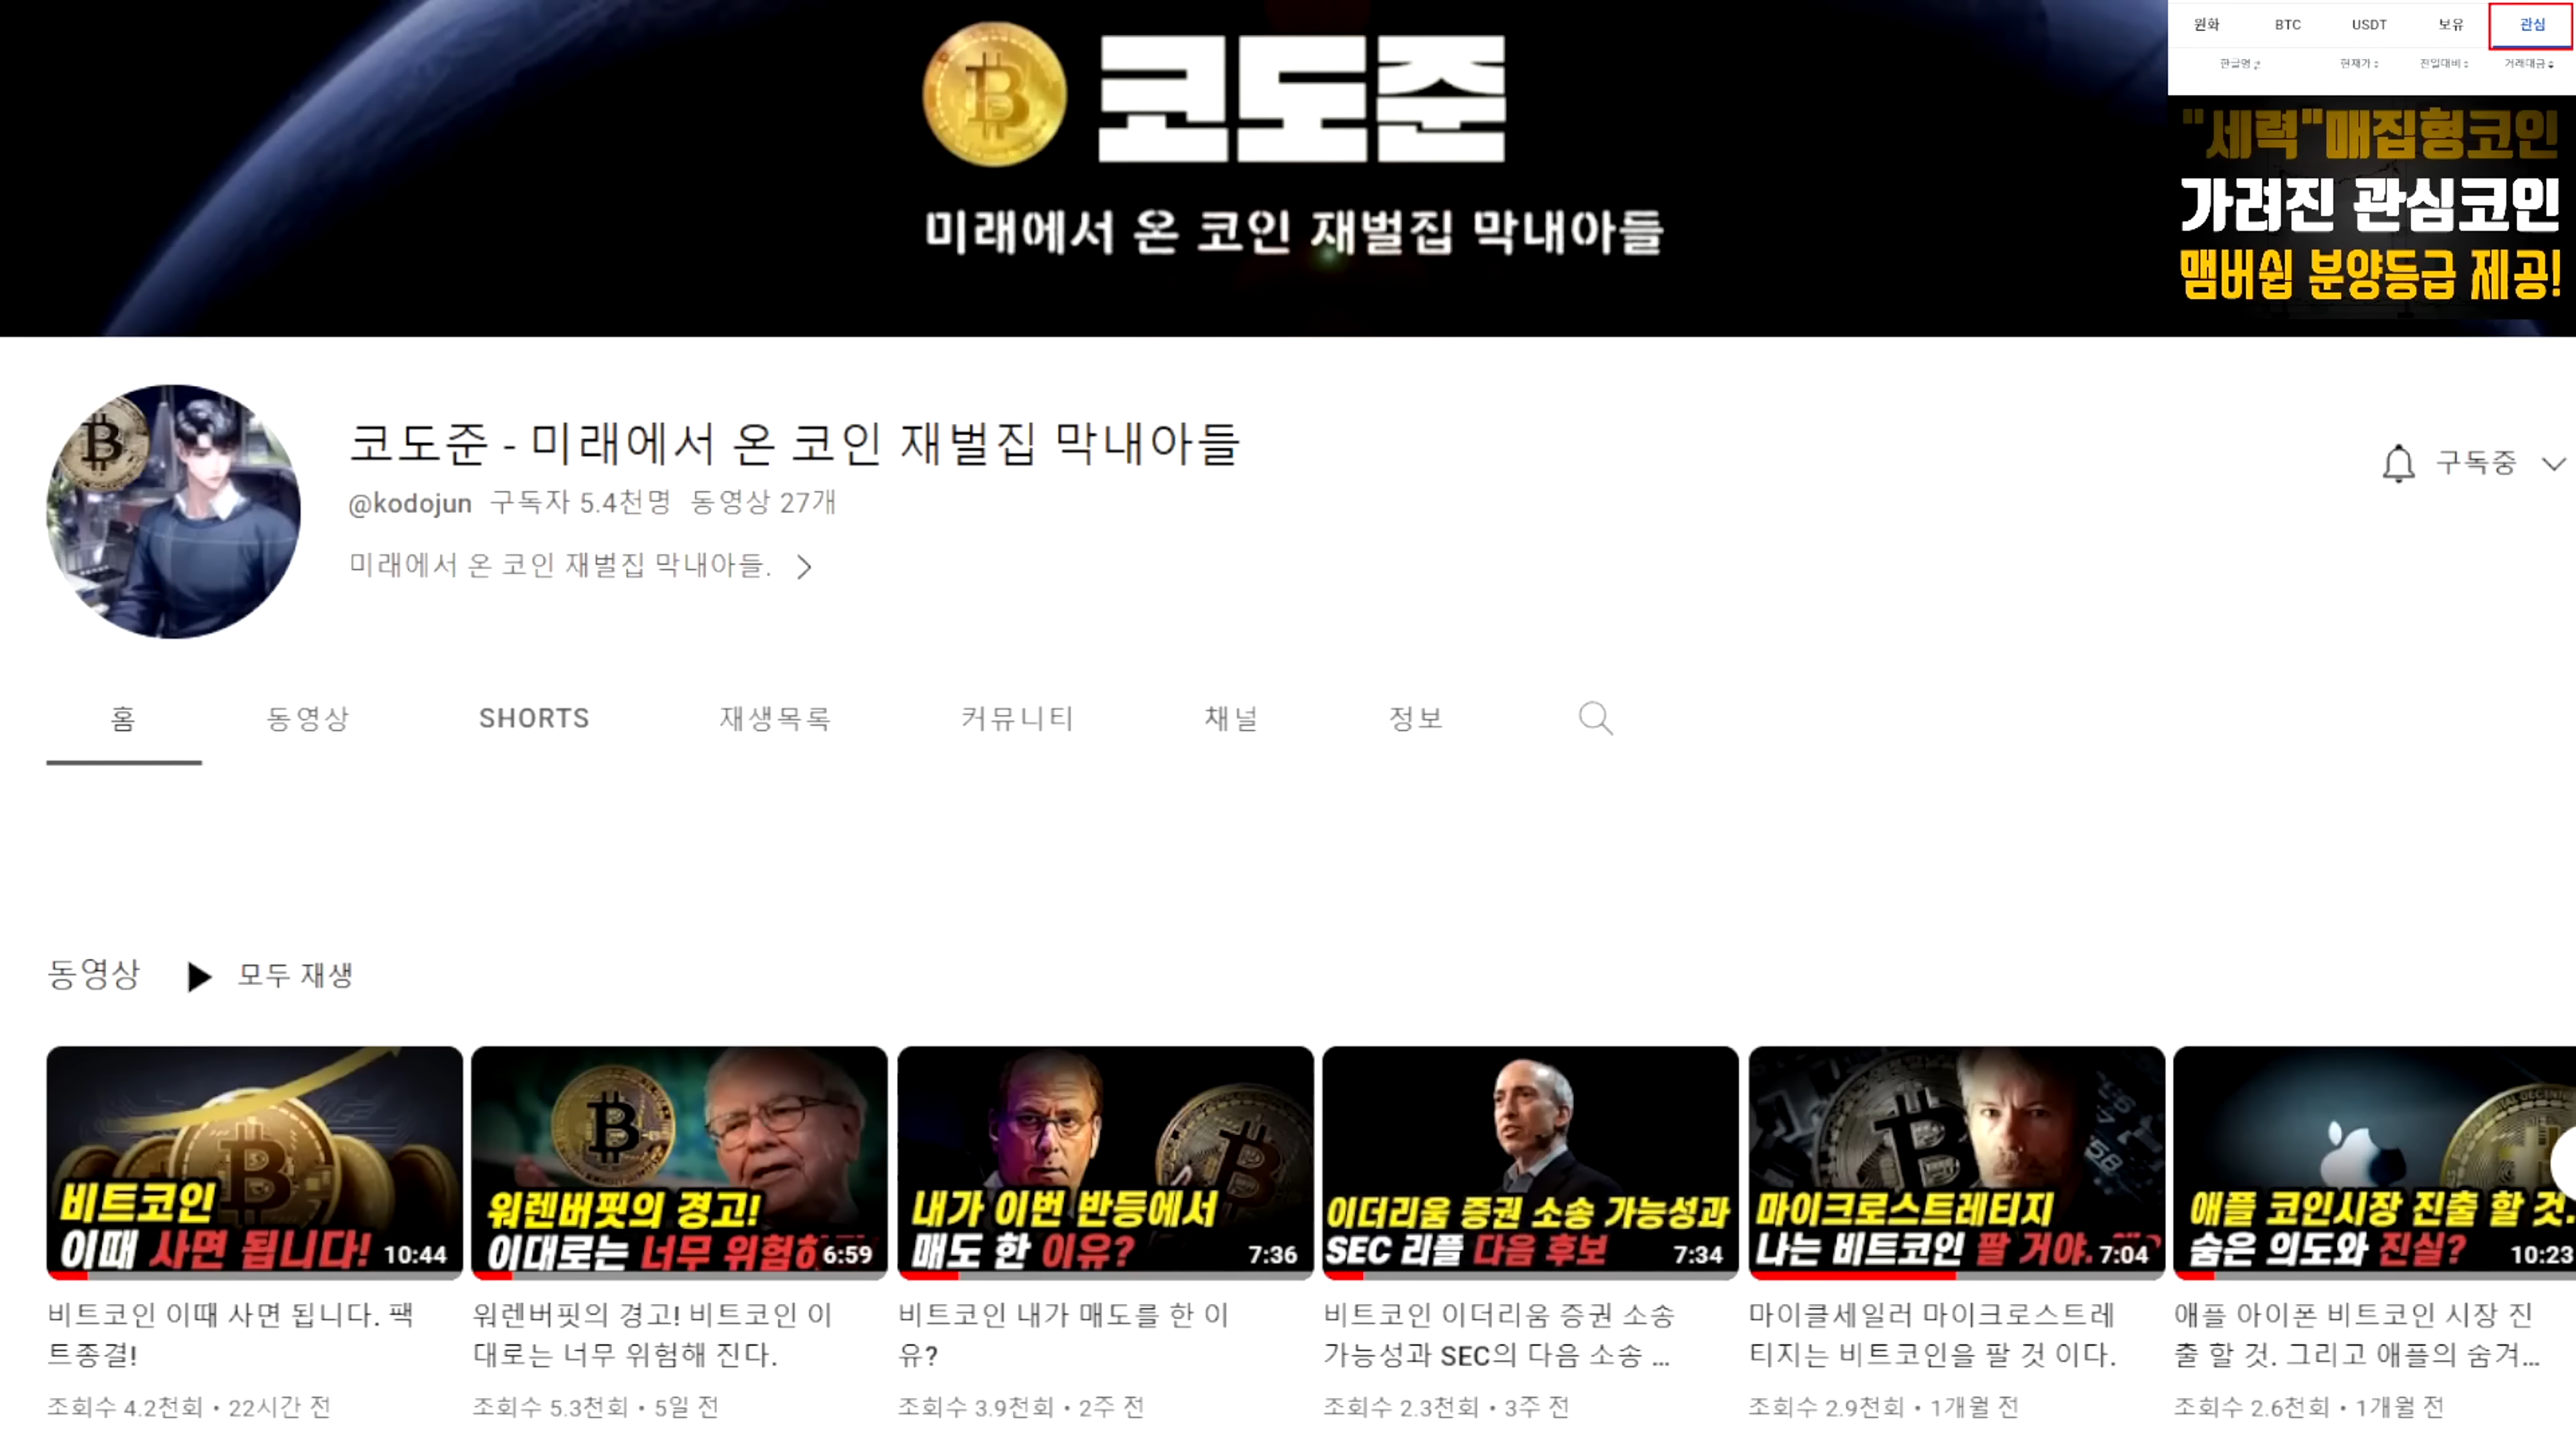 코도준
미래에서 온 코인 재벌집 막내아들
원화 BTC USDT 보유 관심
한글명 현재가 전일대비 거래대금
"세력"매집형코인
가려진 관심코인
맴버쉽 분양등급 제공!
코도준 - 미래에서 온 코인 재벌집 막내아들
@kodojun 구독자 5.4천명 동영상 27개
미래에서 온 코인 재벌집 막내아들.
구독중
홈 동영상 SHORTS 재생목록 커뮤니티 채널 정보
동영상 모두 재생
비트코인
이때 사면 됩니다!
10:44
비트코인 이때 사면 됩니다. 팩
트종결!
조회수 4.2천회 • 22시간 전
워렌버핏의 경고!
이대로는 너무 위험
6:59
워렌버핏의 경고! 비트코인 이
대로는 너무 위험해 진다.
조회수 5.3천회 • 5일 전
내가 이번 반등에서
매도 한 이유?
7:36
비트코인 내가 매도를 한 이
유?
조회수 3.9천회 • 2주 전
이더리움 증권 소송 가능성과
SEC 리플 다음 후보
7:34
비트코인 이더리움 증권 소송
가능성과 SEC의 다음 소송 ...
조회수 2.3천회 • 3주 전
마이크로스트레티지
나는 비트코인 팔 거야.
7:04
마이클세일러 마이크로스트레
티지는 비트코인을 팔 것 이다.
조회수 2.9천회 • 1개월 전
애플 코인시장 진출 할 것.
숨은 의도와 진실?
10:23
애플 아이폰 비트코인 시장 진
출 할 것. 그리고 애플의 숨겨...
조회수 2.6천회 • 1개월 전